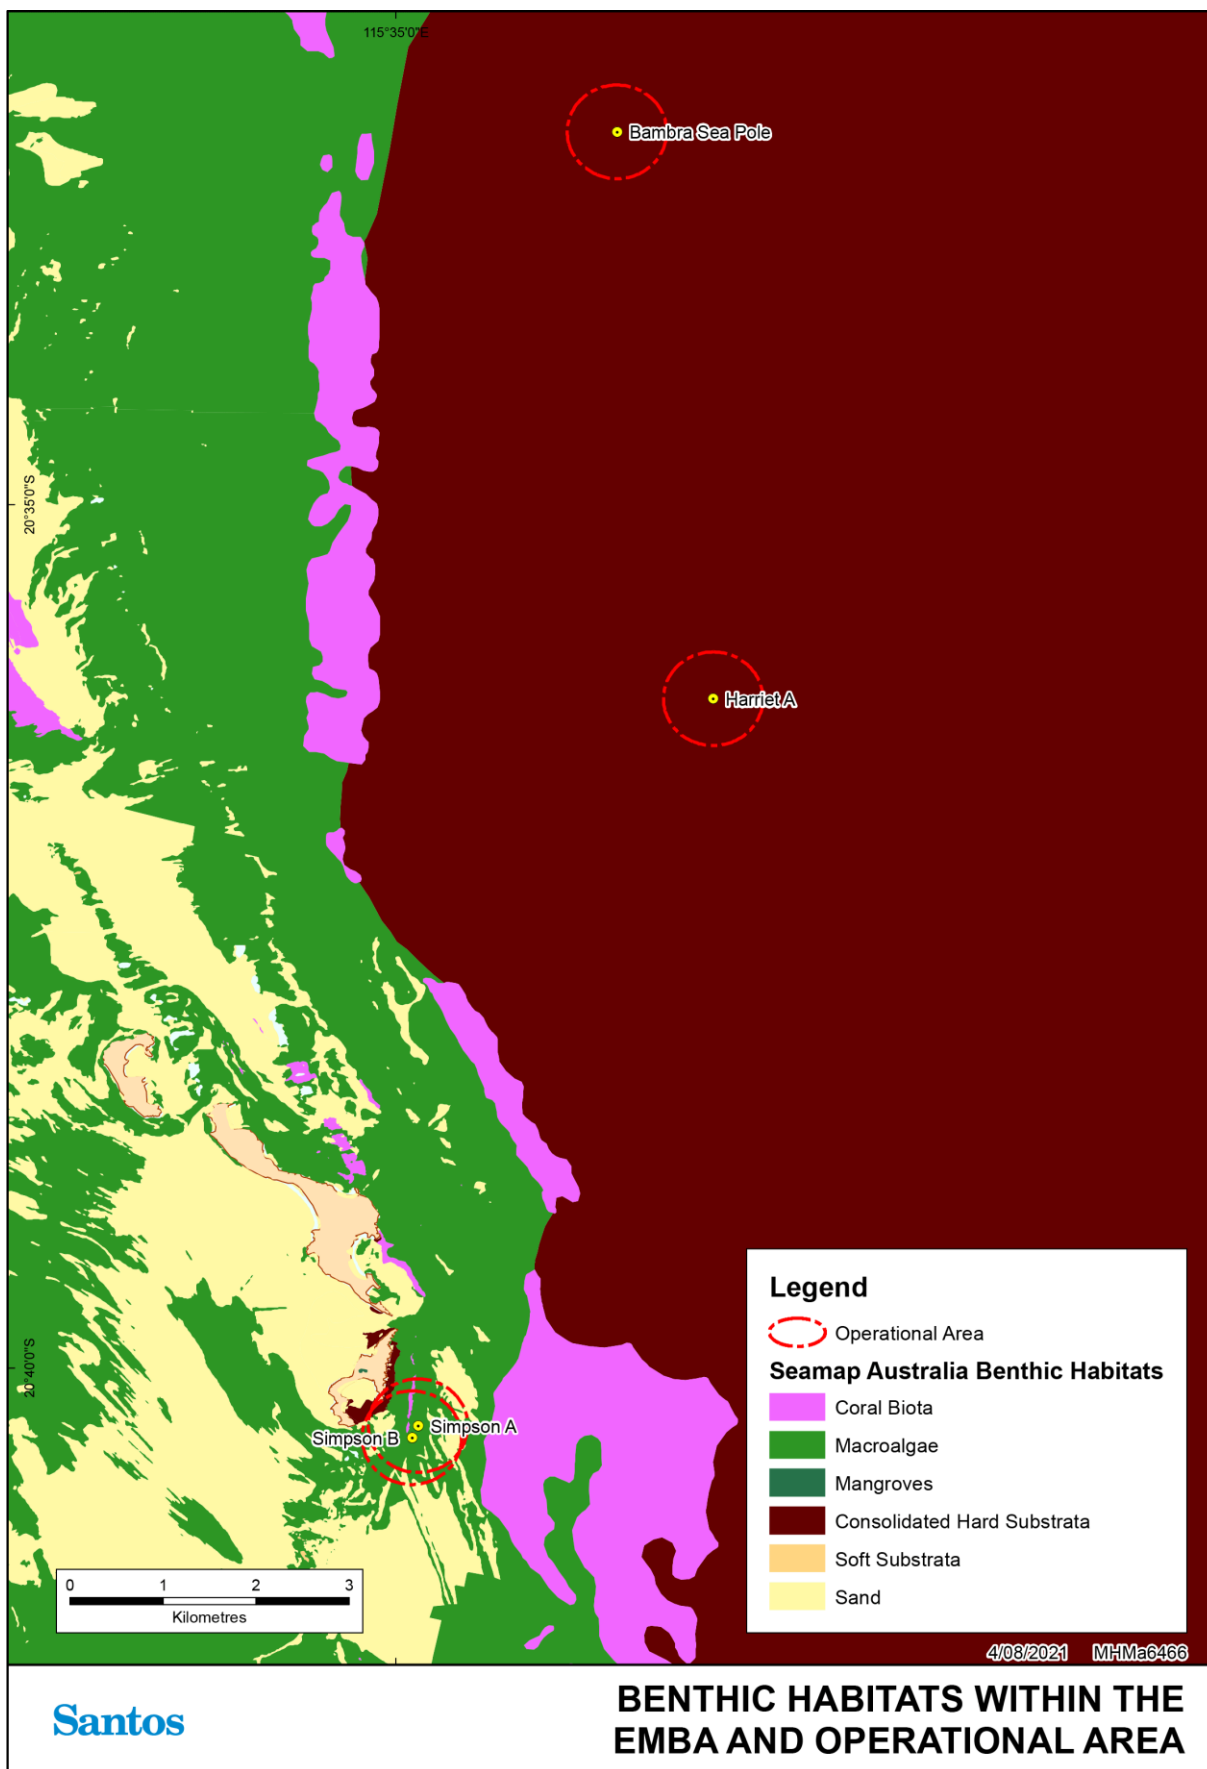 115°35'0"E
Bambra Sea Pole
20°35'0"S
Harriet A
20°40'0"S
Simpson A
Simpson B
Legend
Operational Area
Seamap Australia Benthic Habitats
Coral Biota
Macroalgae
Mangroves
Consolidated Hard Substrata
Soft Substrata
Sand
0 1 2 3
Kilometres
4/08/2021 MHMa6466
Santos
BENTHIC HABITATS WITHIN THE
EMBA AND OPERATIONAL AREA